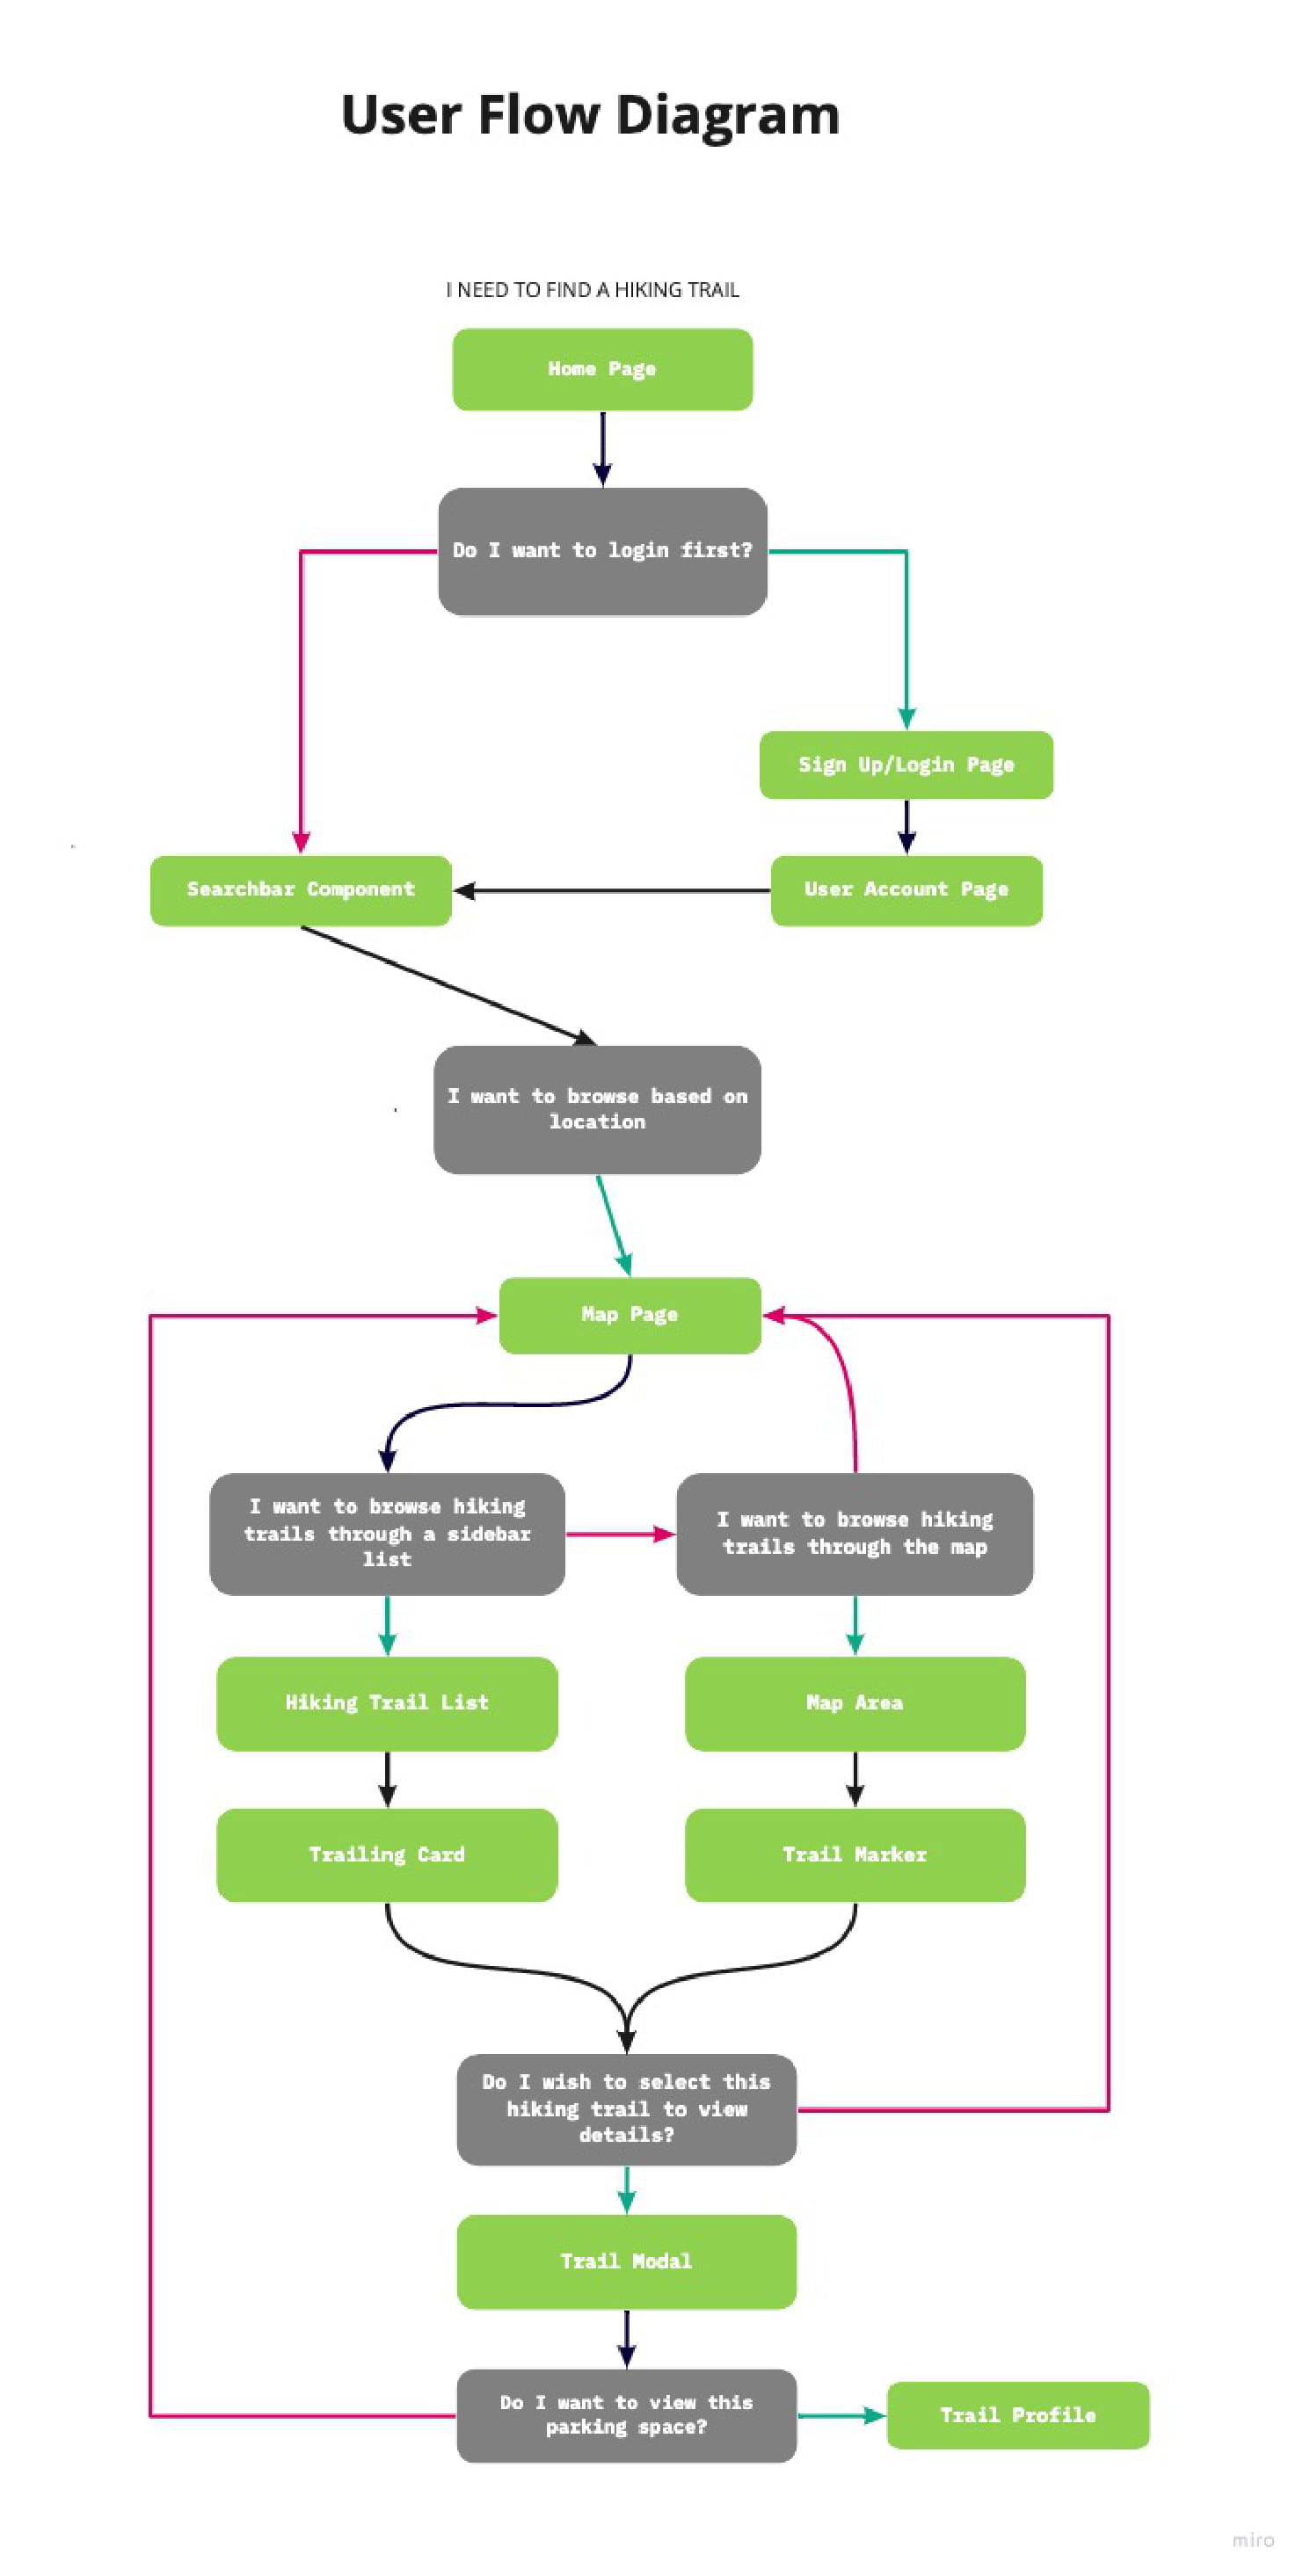 User Flow Diagram
I NEED TO FIND A HIKING TRAIL
Home Page
Do I want to login first?
Sign Up/Login Page
Searchbar Component
User Account Page
I want to browse based on
location
Map Page
I want to browse hiking
trails through a sidebar
list
I want to browse hiking
trails through the map
Hiking Trail List
Map Area
Trailing Card
Trail Marker
Do I wish to select this
hiking trail to view
details?
Trail Modal
Do I want to view this
parking space?
Trail Profile
miro